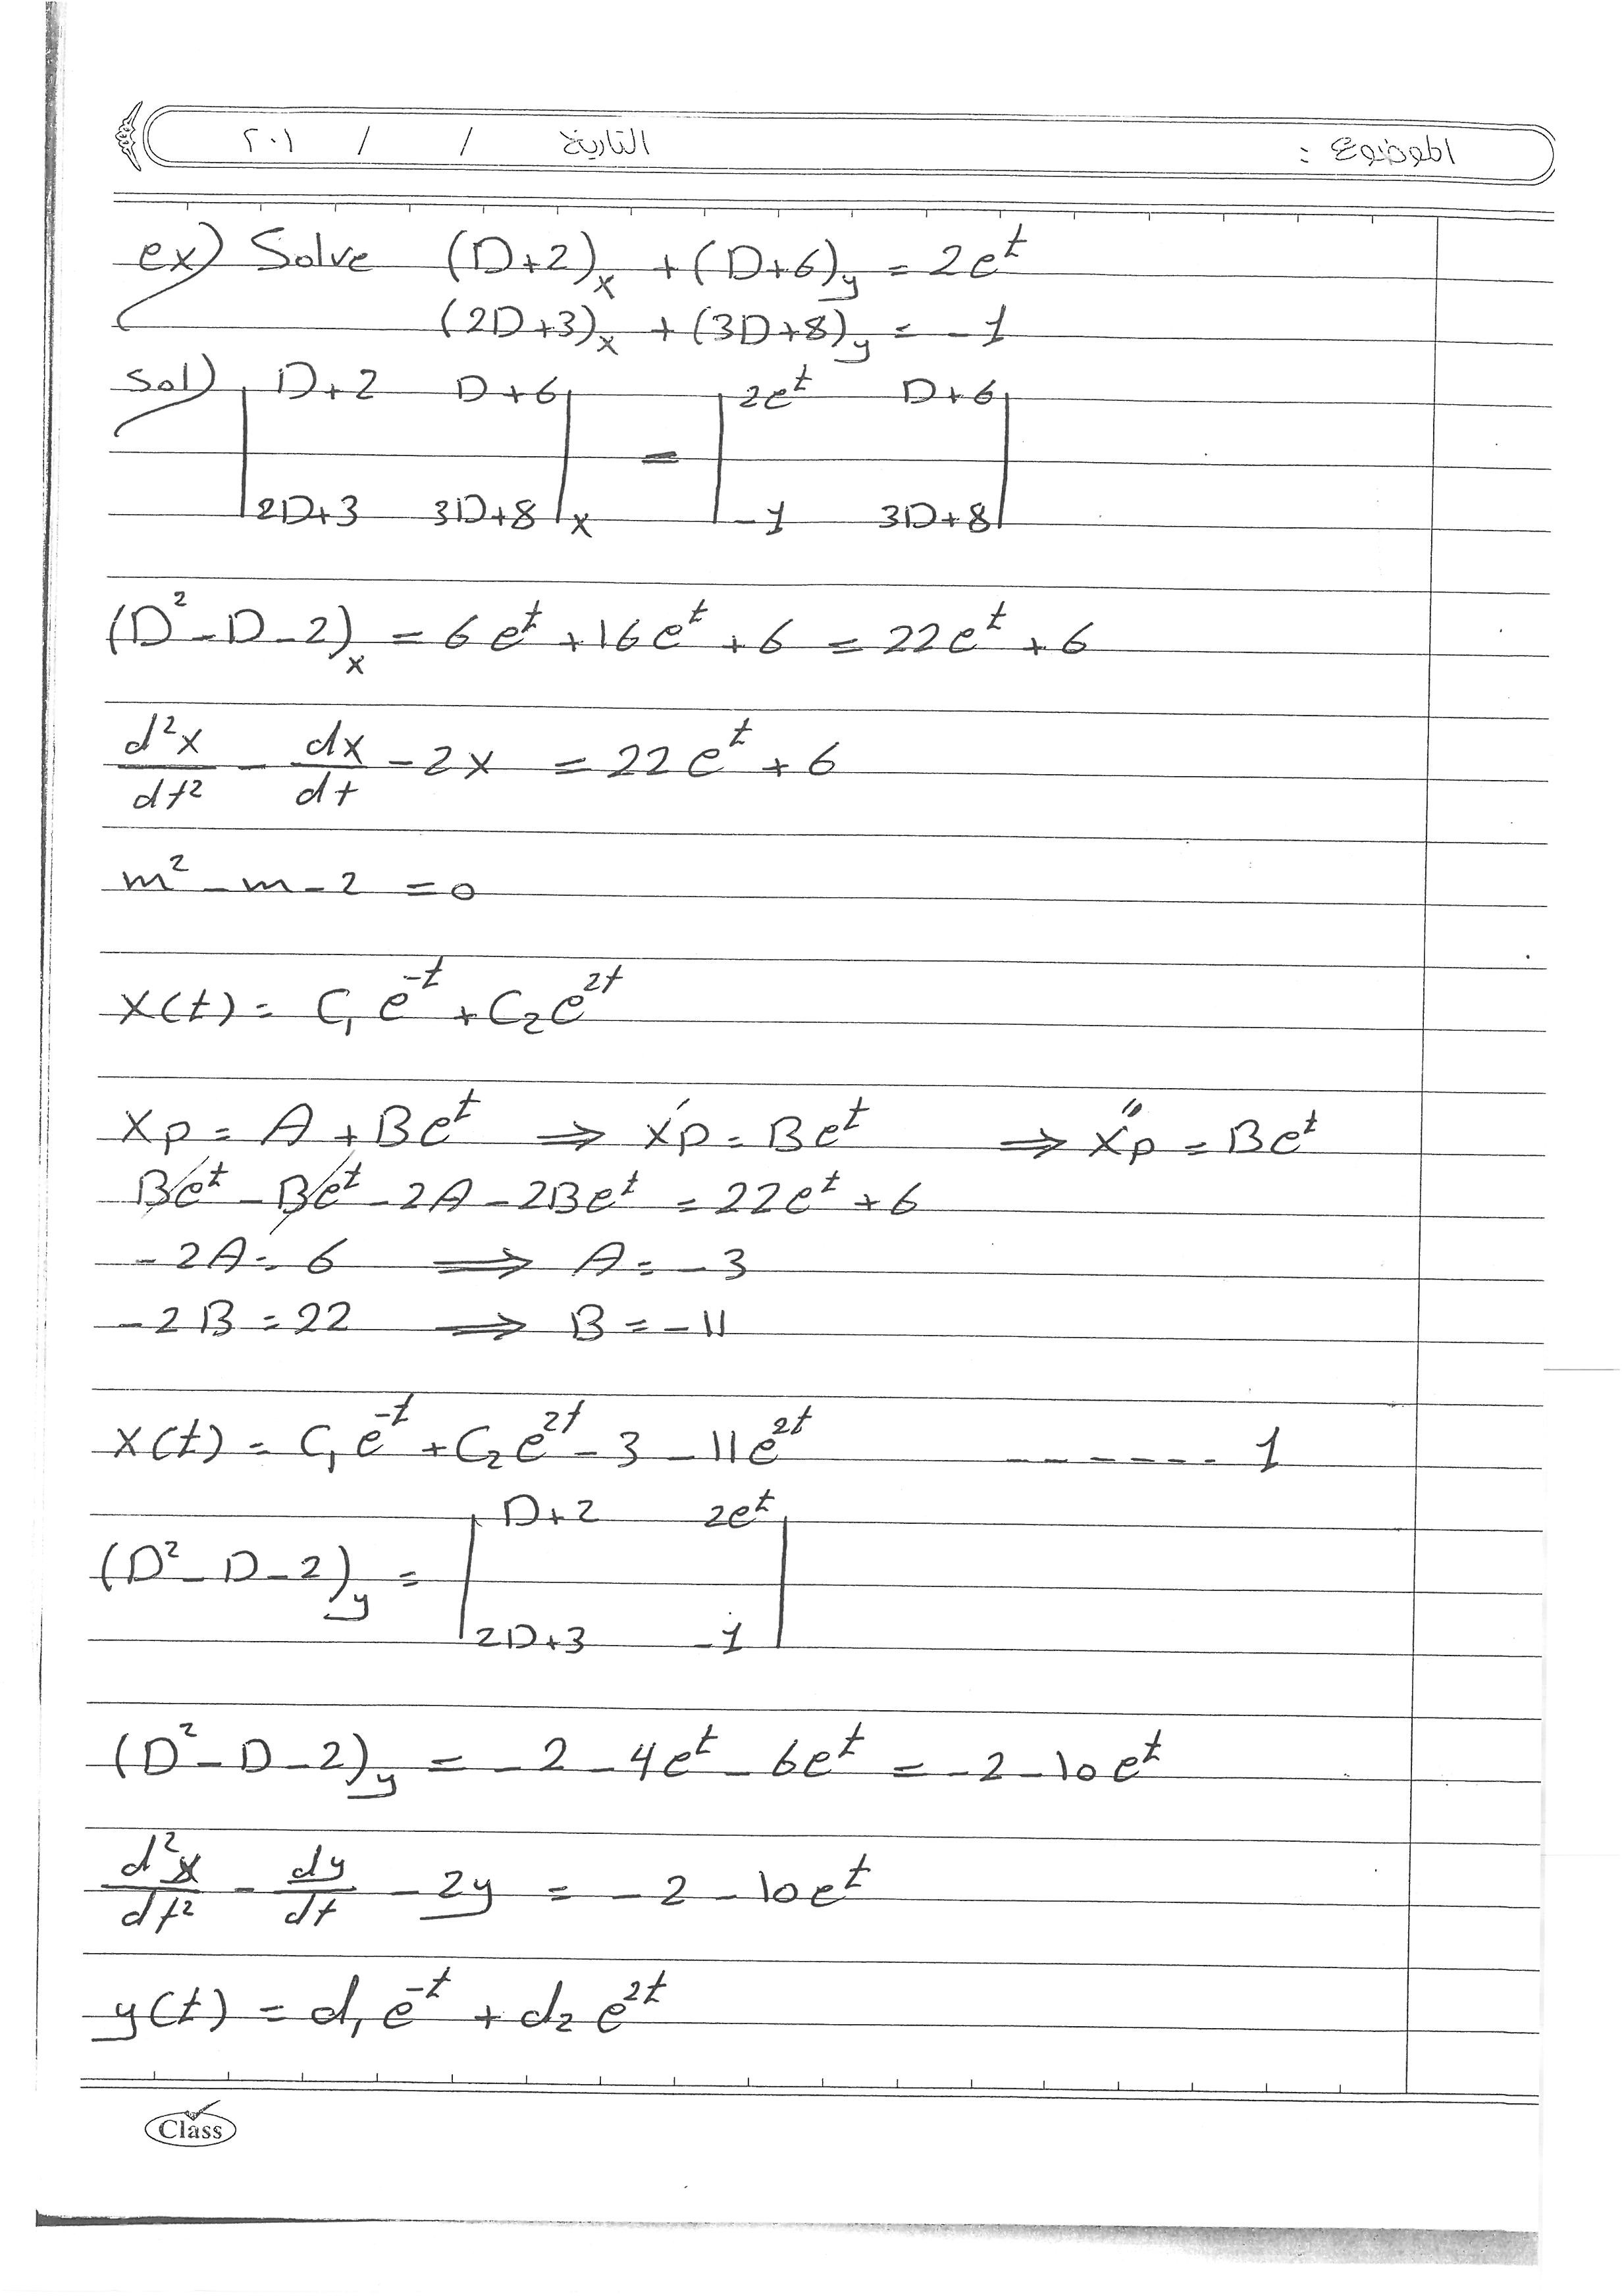 الموضوع : التاريخ / / ٢٠١
ex) Solve (D+2)x + (D+6)y = 2e^t
(2D+3)x + (3D+8)y = -1
sol) | D+2 D+6 | = | 2e^t D+6 |
| 2D+3 3D+8 |x | -1 3D+8 |
(D² - D - 2)x = 6e^t + 16e^t + 6 = 22e^t + 6
d²x/dt² - dx/dt - 2x = 22e^t + 6
m² - m - 2 = 0
x(t) = C₁e^-t + C₂e^2t
xp = A + Be^t ⇒ x́p = Be^t ⇒ x″p = Be^t
Be^t - Be^t - 2A - 2Be^t = 22e^t + 6
-2A = 6 ⇒ A = -3
-2B = 22 ⇒ B = -11
x(t) = C₁e^-t + C₂e^2t - 3 - 11e^2t ------ 1
(D² - D - 2)y = | D+2 2e^t |
| 2D+3 -1 |
(D² - D - 2)y = -2 - 4e^t - 6e^t = -2 - 10e^t
d²y/dt² - dy/dt - 2y = -2 - 10e^t
y(t) = d₁e^-t + d₂e^2t
Class